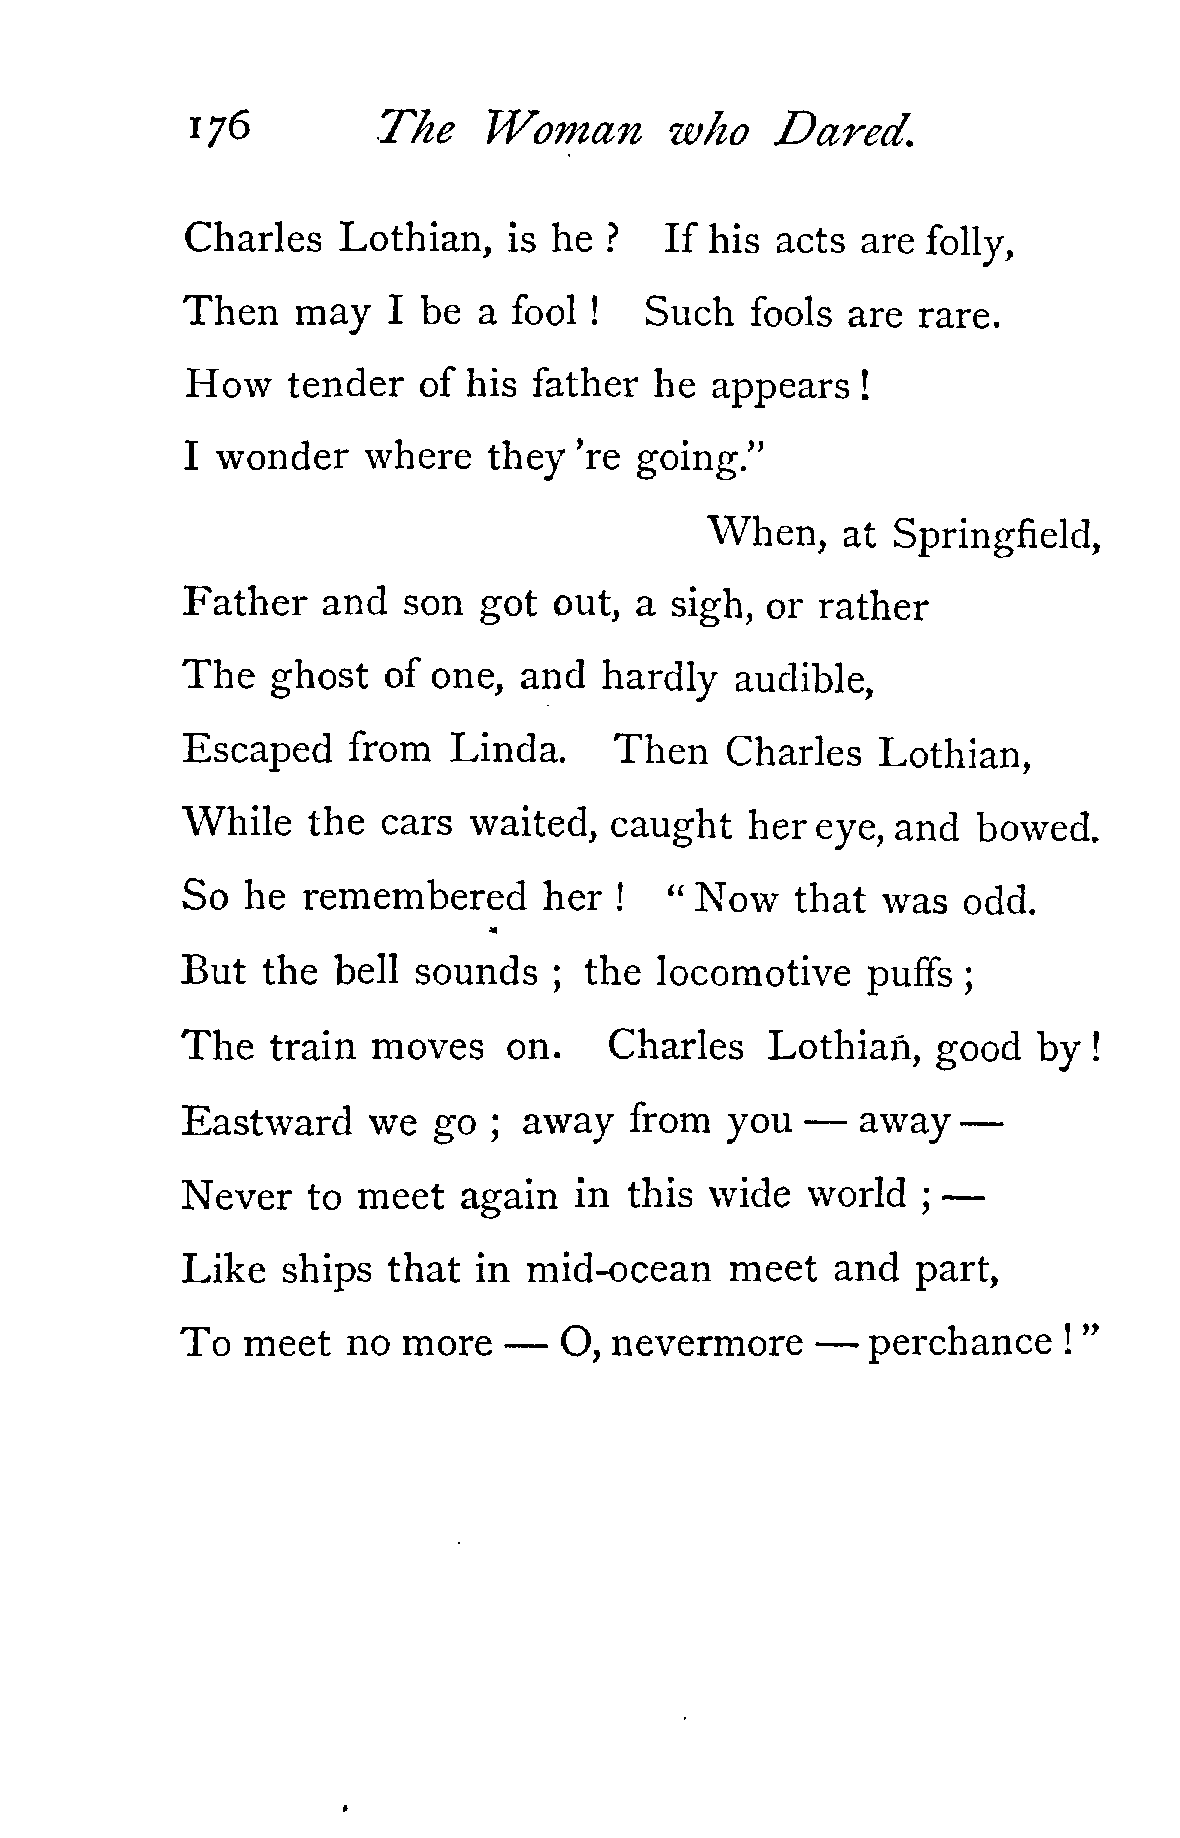 176 The Woman who Dared.
Charles Lothian, is he ? If his acts are folly,
Then may I be a fool ! Such fools are rare.
How tender of his father he appears !
I wonder where they 're going."
When, at Springfield,
Father and son got out, a sigh, or rather
The ghost of one, and hardly audible,
Escaped from Linda. Then Charles Lothian,
While the cars waited, caught her eye, and bowed.
So he remembered her ! " Now that was odd.
But the bell sounds ; the locomotive puffs ;
The train moves on. Charles Lothian, good by !
Eastward we go ; away from you — away —
Never to meet again in this wide world ; —
Like ships that in mid-ocean meet and part,
To meet no more — O, nevermore — perchance ! "